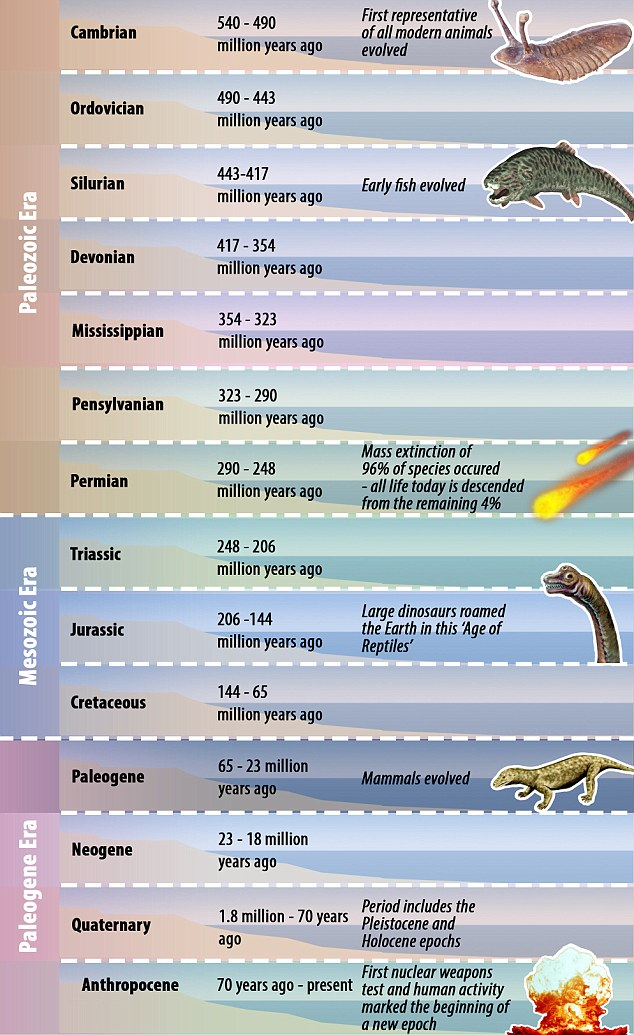 Paleozoic Era
Cambrian
540 - 490
million years ago
First representative
of all modern animals
evolved
Ordovician
490 - 443
million years ago
Silurian
443-417
million years ago
Early fish evolved
Devonian
417 - 354
million years ago
Mississippian
354 - 323
million years ago
Pensylvanian
323 - 290
million years ago
Permian
290 - 248
million years ago
Mass extinction of
96% of species occured
- all life today is descended
from the remaining 4%
Mesozoic Era
Triassic
248 - 206
million years ago
Jurassic
206 -144
million years ago
Large dinosaurs roamed
the Earth in this ‘Age of
Reptiles’
Cretaceous
144 - 65
million years ago
Paleogene Era
Paleogene
65 - 23 million
years ago
Mammals evolved
Neogene
23 - 18 million
years ago
Quaternary
1.8 million - 70 years
ago
Period includes the
Pleistocene and
Holocene epochs
Anthropocene
70 years ago - present
First nuclear weapons
test and human activity
marked the beginning of
a new epoch